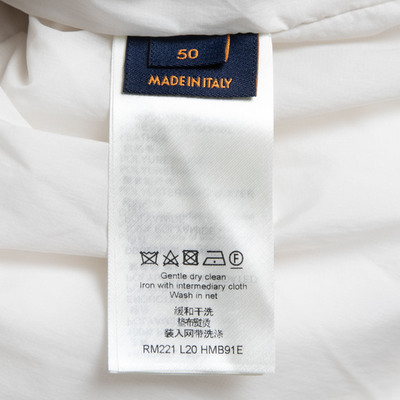 50
MADE IN ITALY
Gentle dry clean
Iron with intermediary cloth
Wash in net
缓和干洗
垫布熨烫
装入网带洗涤
RM221 L20 HMB91E